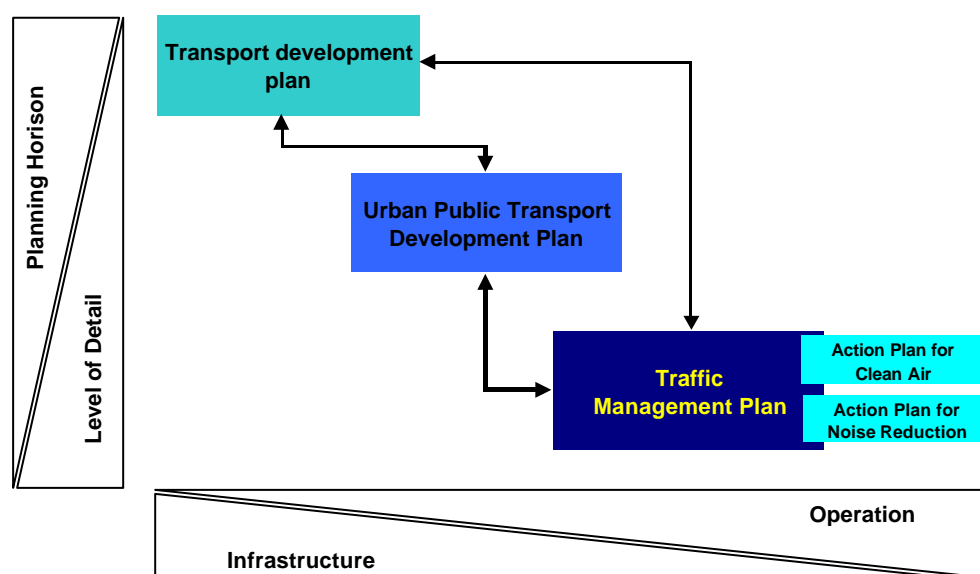 Transport development
plan
Planning Horison
Urban Public Transport
Development Plan
Level of Detail
Traffic
Management Plan
Action Plan for
Clean Air
Action Plan for
Noise Reduction
Operation
Infrastructure